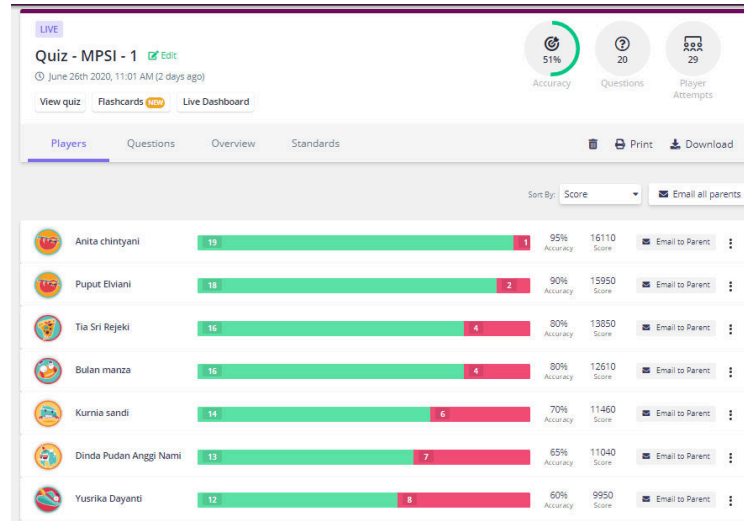 LIVE
Quiz - MPSI - 1 Edit
June 26th 2020, 11:01 AM (2 days ago)
View quiz Flashcards NEW Live Dashboard
51%
Accuracy
20
Questions
29
Player
Attempts
Players Questions Overview Standards Print Download
Sort By: Score Email all parents
Anita chintyani 19 1 95% Accuracy 16110 Score Email to Parent
Puput Elviani 18 2 90% Accuracy 15950 Score Email to Parent
Tia Sri Rejeki 16 4 80% Accuracy 13850 Score Email to Parent
Bulan manza 16 4 80% Accuracy 12610 Score Email to Parent
Kurnia sandi 14 6 70% Accuracy 11460 Score Email to Parent
Dinda Pudan Anggi Nami 13 7 65% Accuracy 11040 Score Email to Parent
Yusrika Dayanti 12 8 60% Accuracy 9950 Score Email to Parent